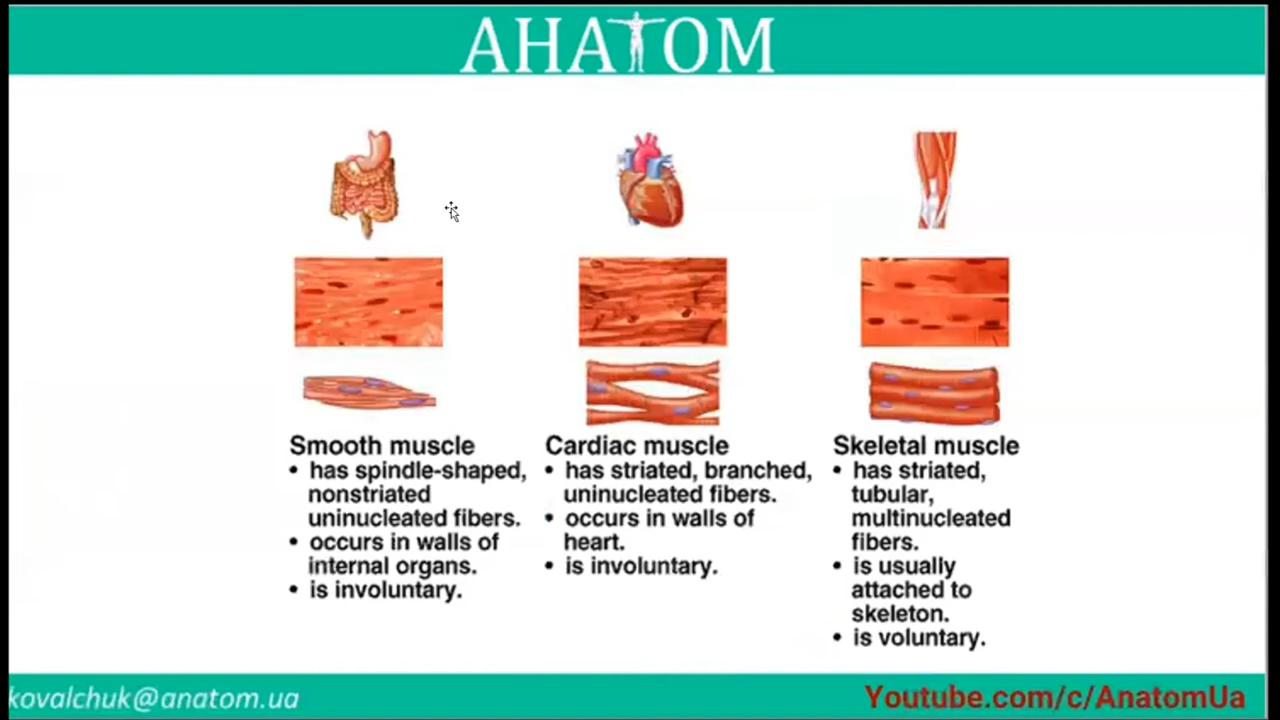 АНАТОМ
Smooth muscle
• has spindle-shaped,
nonstriated
uninucleated fibers.
• occurs in walls of
internal organs.
• is involuntary.
Cardiac muscle
• has striated, branched,
uninucleated fibers.
• occurs in walls of
heart.
• is involuntary.
Skeletal muscle
• has striated,
tubular,
multinucleated
fibers.
• is usually
attached to
skeleton.
• is voluntary.
kovalchuk@anatom.ua
Youtube.com/c/AnatomUa